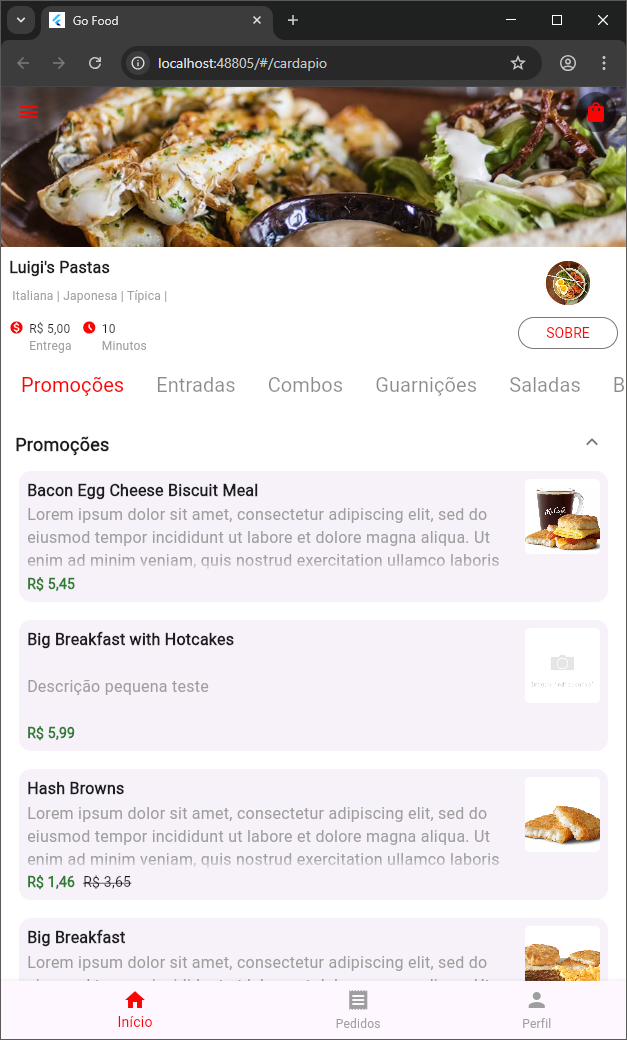 Go Food
localhost:48805/#/cardapio
Luigi's Pastas
Italiana | Japonesa | Típica |
R$ 5,00
10
Entrega
Minutos
SOBRE
Promoções
Entradas
Combos
Guarnições
Saladas
B
Promoções
Bacon Egg Cheese Biscuit Meal
Lorem ipsum dolor sit amet, consectetur adipiscing elit, sed do
eiusmod tempor incididunt ut labore et dolore magna aliqua. Ut
enim ad minim veniam, quis nostrud exercitation ullamco laboris
R$ 5,45
McCafé
Big Breakfast with Hotcakes
Descrição pequena teste
R$ 5,99
Hash Browns
Lorem ipsum dolor sit amet, consectetur adipiscing elit, sed do
eiusmod tempor incididunt ut labore et dolore magna aliqua. Ut
enim ad minim veniam, quis nostrud exercitation ullamco laboris
R$ 1,46 R$ 3,65
Big Breakfast
Lorem ipsum dolor sit amet, consectetur adipiscing elit, sed do
Início
Pedidos
Perfil